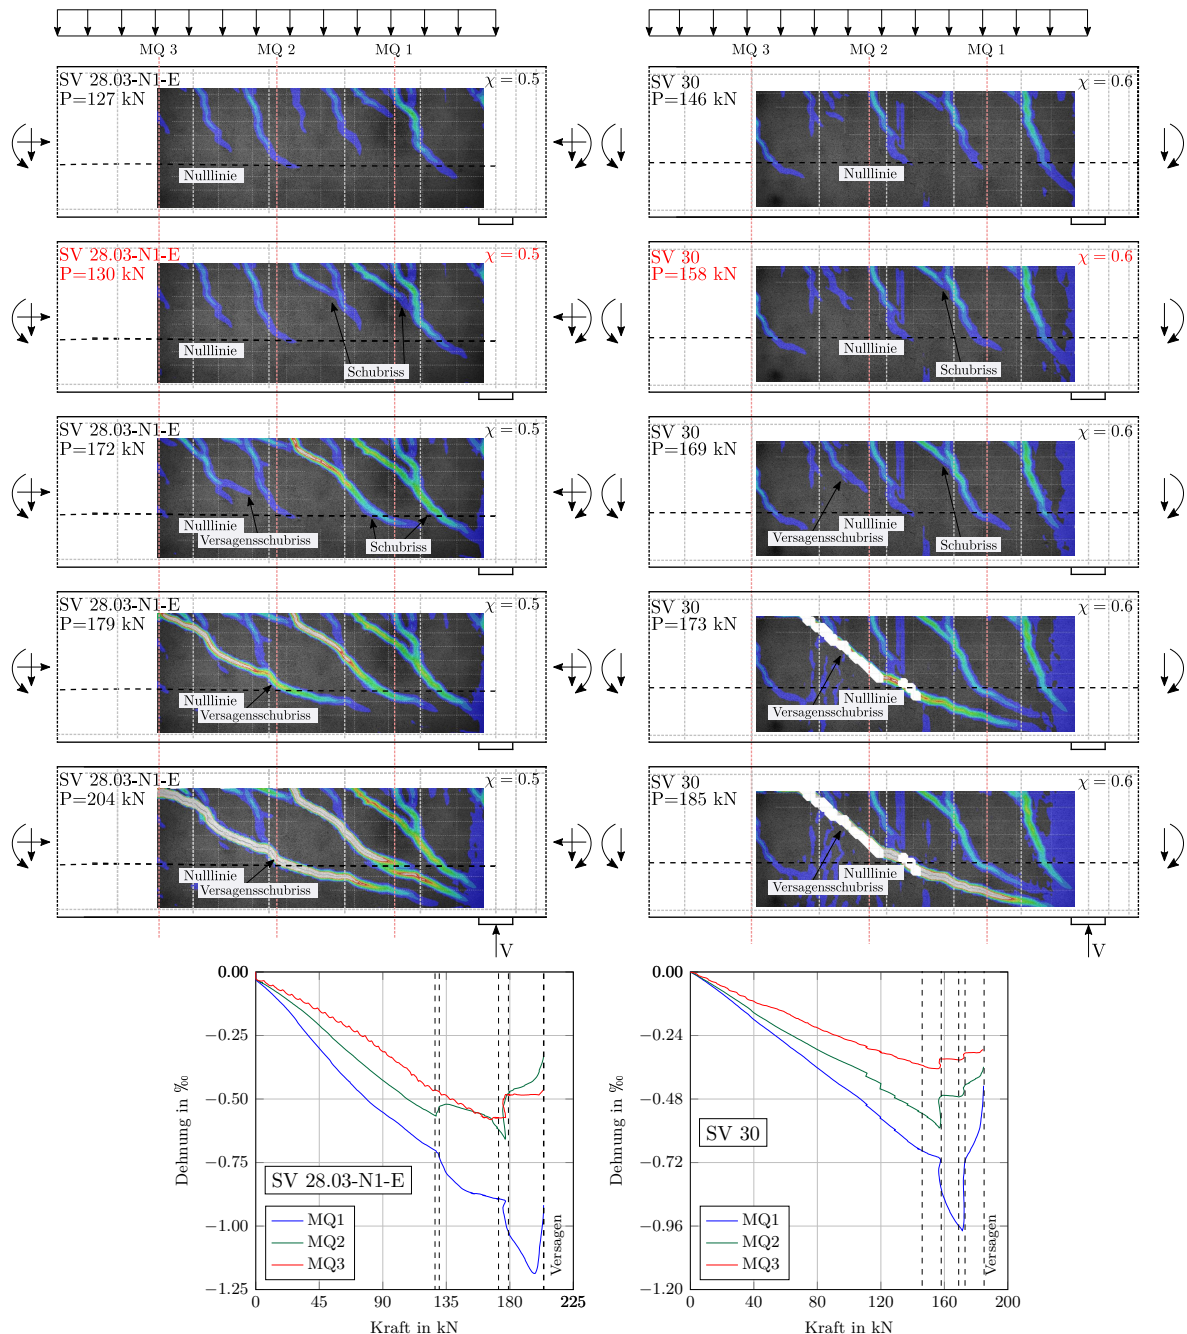 MQ 3 MQ 2 MQ 1
SV 28.03-N1-E χ = 0.5
P=127 kN
Nulllinie
SV 28.03-N1-E χ = 0.5
P=130 kN
Nulllinie
Schubriss
SV 28.03-N1-E χ = 0.5
P=172 kN
Nulllinie
Versagensschubriss Schubriss
SV 28.03-N1-E χ = 0.5
P=179 kN
Nulllinie
Versagensschubriss
SV 28.03-N1-E χ = 0.5
P=204 kN
Nulllinie
Versagensschubriss
V
MQ 3 MQ 2 MQ 1
SV 30 χ = 0.6
P=146 kN
Nulllinie
SV 30 χ = 0.6
P=158 kN
Nulllinie
Schubriss
SV 30 χ = 0.6
P=169 kN
Nulllinie
Versagensschubriss Schubriss
SV 30 χ = 0.6
P=173 kN
Nulllinie
Versagensschubriss
SV 30 χ = 0.6
P=185 kN
Nulllinie
Versagensschubriss
V
0.00
−0.25
−0.50
−0.75
−1.00
−1.25
Dehnung in ‰
SV 28.03-N1-E
MQ1
MQ2
MQ3
Versagen
0 45 90 135 180 225
Kraft in kN
0.00
−0.24
−0.48
−0.72
−0.96
−1.20
Dehnung in ‰
SV 30
MQ1
MQ2
MQ3
Versagen
0 40 80 120 160 200
Kraft in kN